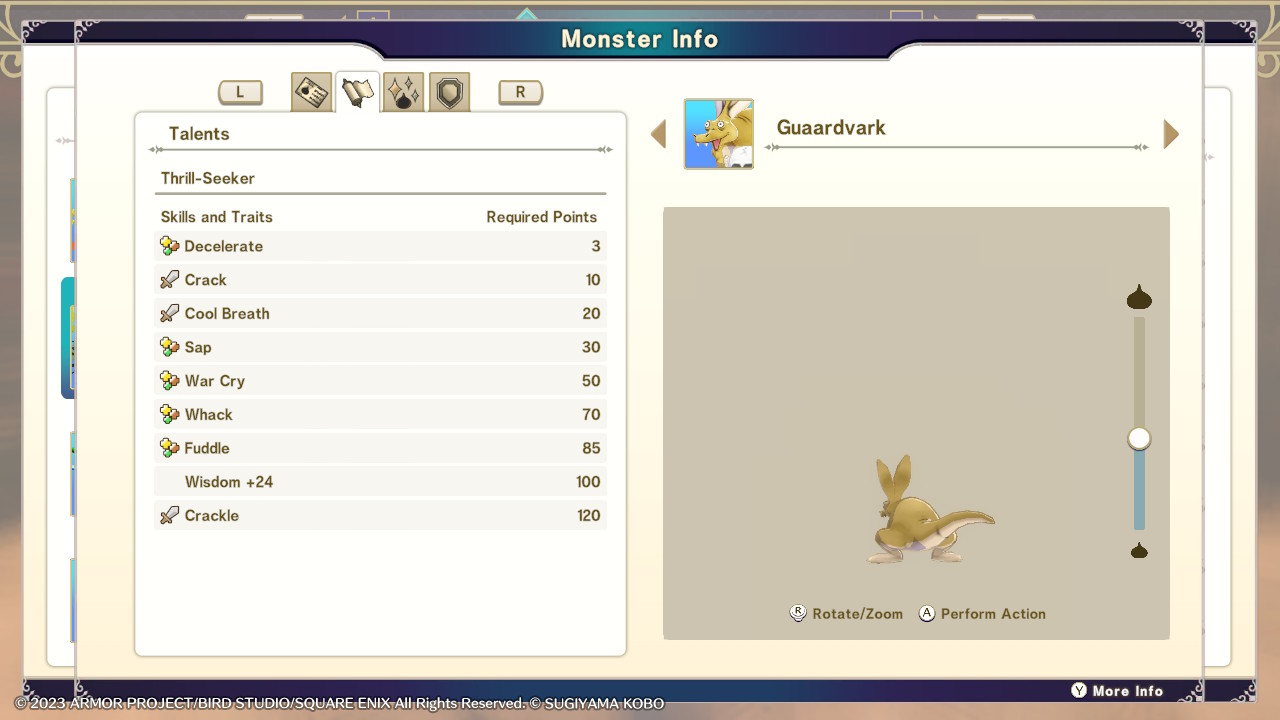 Monster Info
L
R
Talents
Thrill-Seeker
Skills and Traits Required Points
Decelerate 3
Crack 10
Cool Breath 20
Sap 30
War Cry 50
Whack 70
Fuddle 85
Wisdom +24 100
Crackle 120
Guaardvark
R Rotate/Zoom A Perform Action
Y More Info
© 2023 ARMOR PROJECT/BIRD STUDIO/SQUARE ENIX All Rights Reserved. © SUGIYAMA KOBO